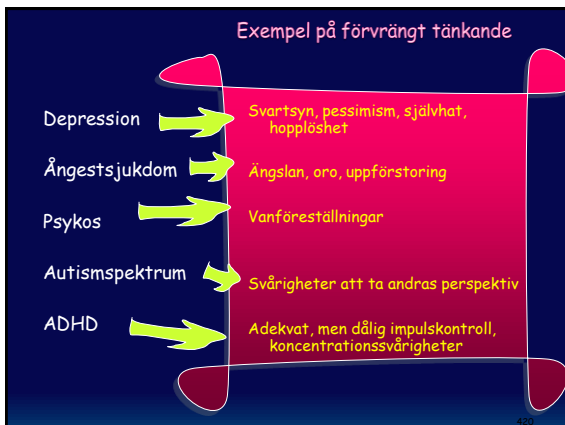 Exempel på förvrängt tänkande
Depression
Svartsyn, pessimism, självhat,
hopplöshet
Ångestsjukdom
Ängslan, oro, uppförstoring
Psykos
Vanföreställningar
Autismspektrum
Svårigheter att ta andras perspektiv
ADHD
Adekvat, men dålig impulskontroll,
koncentrationssvårigheter
420